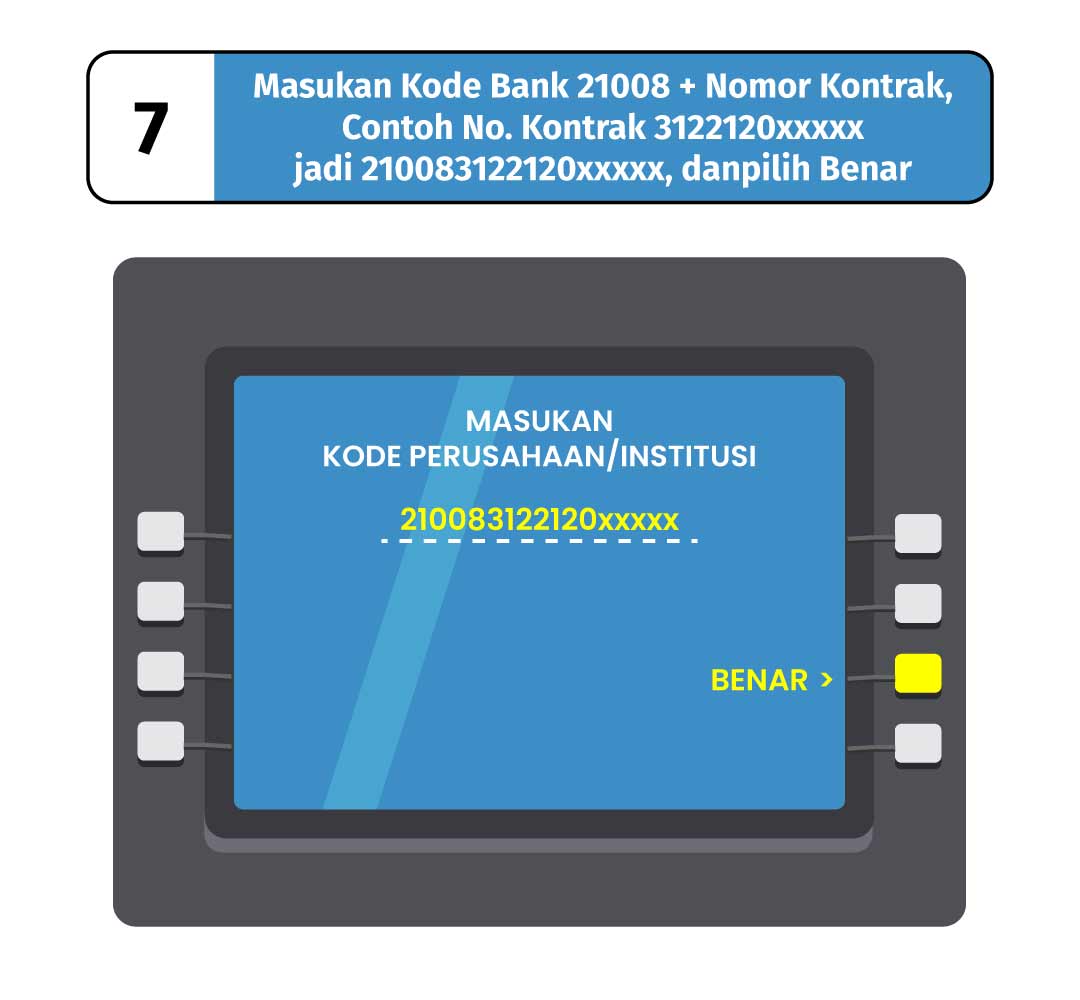 7
Masukan Kode Bank 21008 + Nomor Kontrak,
Contoh No. Kontrak 3122120xxxxx
jadi 210083122120xxxxx, danpilih Benar
MASUKAN
KODE PERUSAHAAN/INSTITUSI
210083122120xxxxx
BENAR >